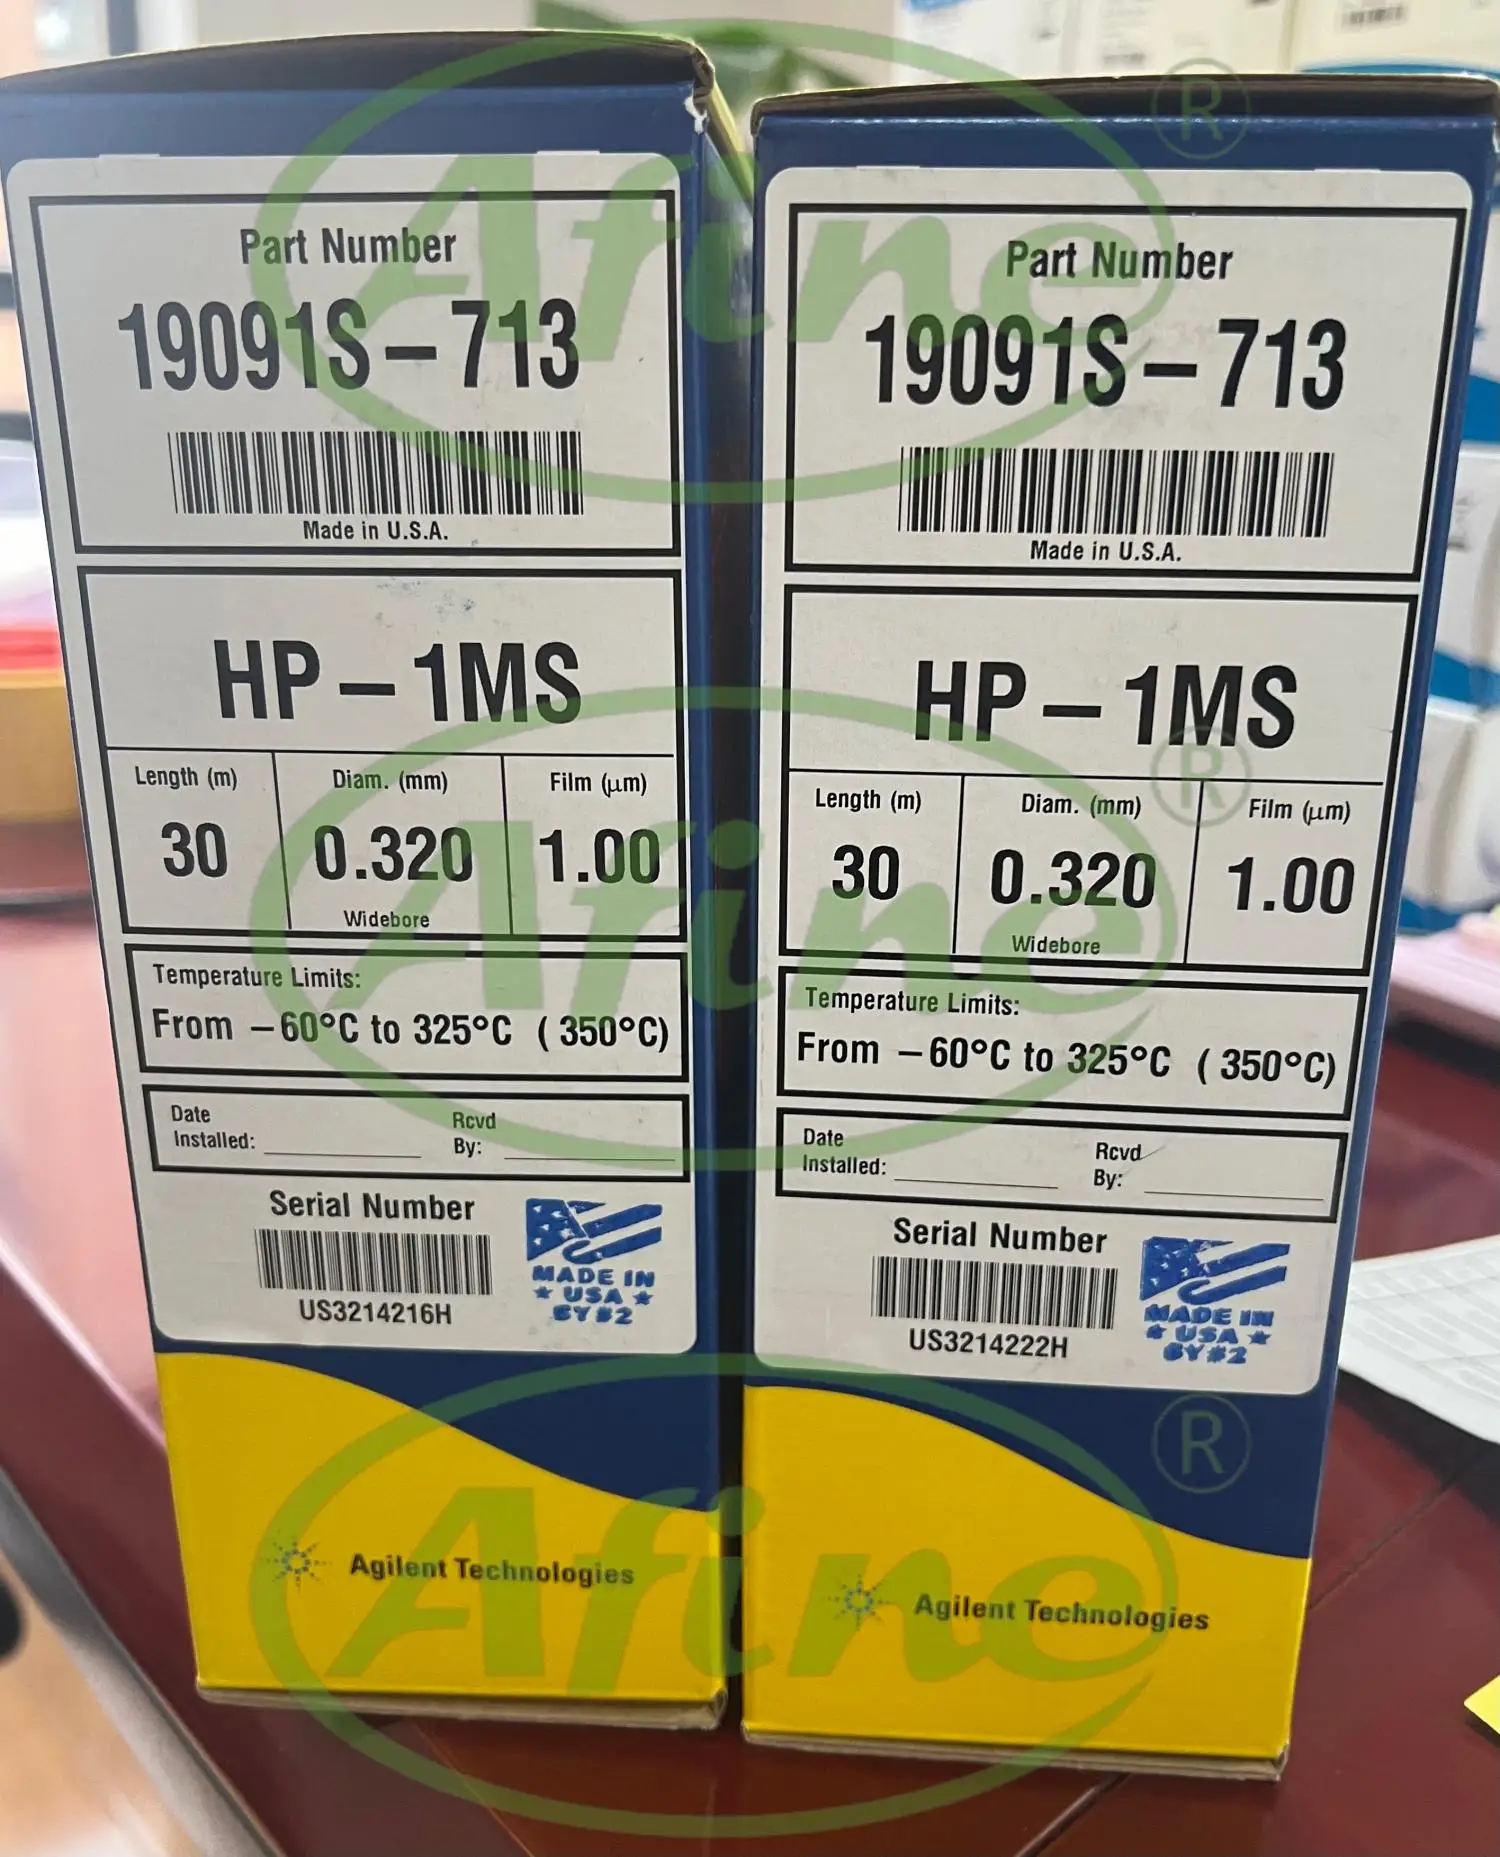 Part Number
19091S-713
Made in U.S.A.
HP-1MS
Length (m) Diam. (mm) Film (μm)
30 0.320 1.00
Widebore
Temperature Limits:
From -60°C to 325°C (350°C)
Date Installed: Rcvd By:
Serial Number
US3214216H
MADE IN
★ USA ★
BY #2
Agilent Technologies
Part Number
19091S-713
Made in U.S.A.
HP-1MS
Length (m) Diam. (mm) Film (μm)
30 0.320 1.00
Widebore
Temperature Limits:
From -60°C to 325°C (350°C)
Date Installed: Rcvd By:
Serial Number
US3214222H
MADE IN
★ USA ★
BY #2
Agilent Technologies
Afine ®
Afine ®
Afine ®